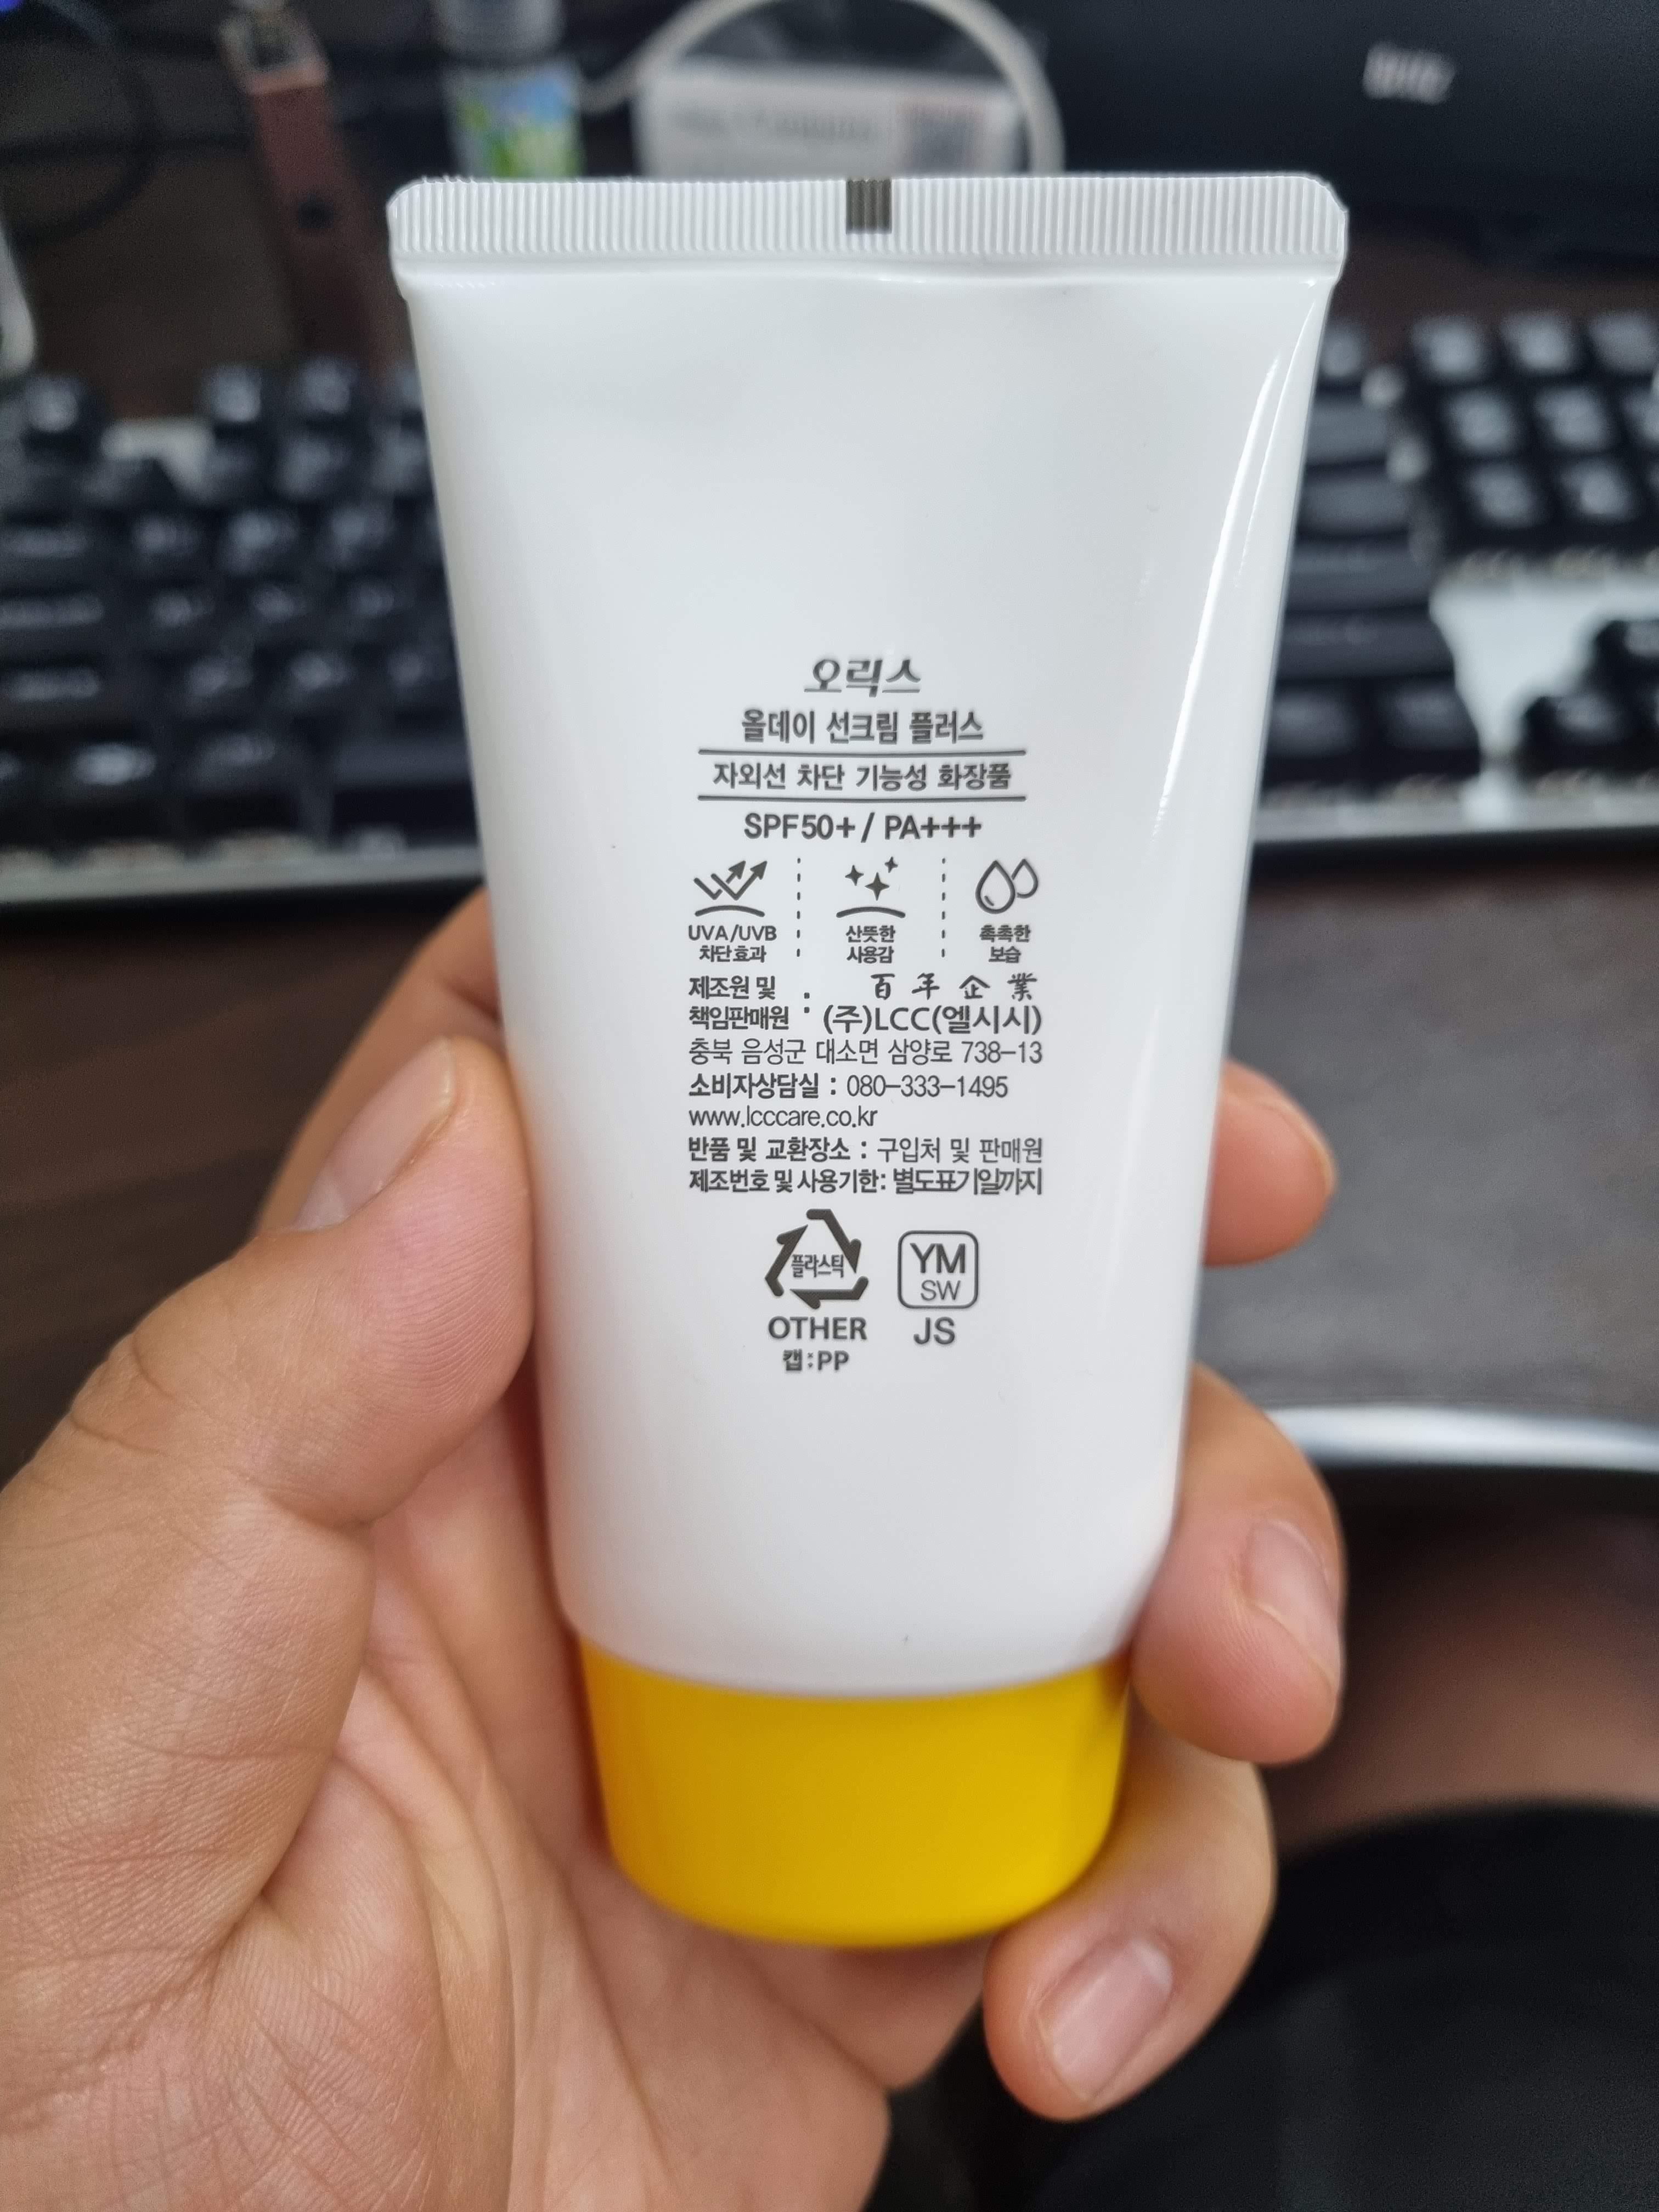 오릭스
올데이 선크림 플러스
자외선 차단 기능성 화장품
SPF50+ / PA+++
UVA/UVB
차단효과
산뜻한
사용감
촉촉한
보습
제조원 및
책임판매원 :
百年企業
(주)LCC(엘시시)
충북 음성군 대소면 삼양로 738-13
소비자상담실 : 080-333-1495
www.lcccare.co.kr
반품 및 교환장소 : 구입처 및 판매원
제조번호 및 사용기한: 별도표기일까지
플라스틱
OTHER
캡:PP
YM
SW
JS